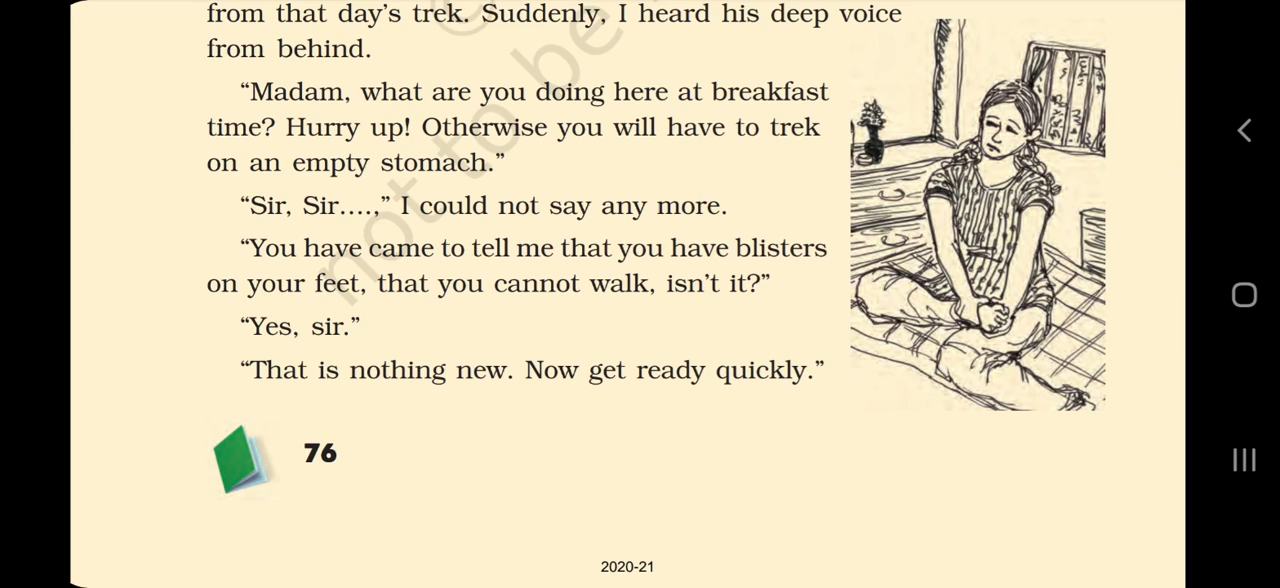 from that day’s trek. Suddenly, I heard his deep voice
from behind.
“Madam, what are you doing here at breakfast
time? Hurry up! Otherwise you will have to trek
on an empty stomach.”
“Sir, Sir....,” I could not say any more.
“You have came to tell me that you have blisters
on your feet, that you cannot walk, isn’t it?”
“Yes, sir.”
“That is nothing new. Now get ready quickly.”
76
2020-21
not to be